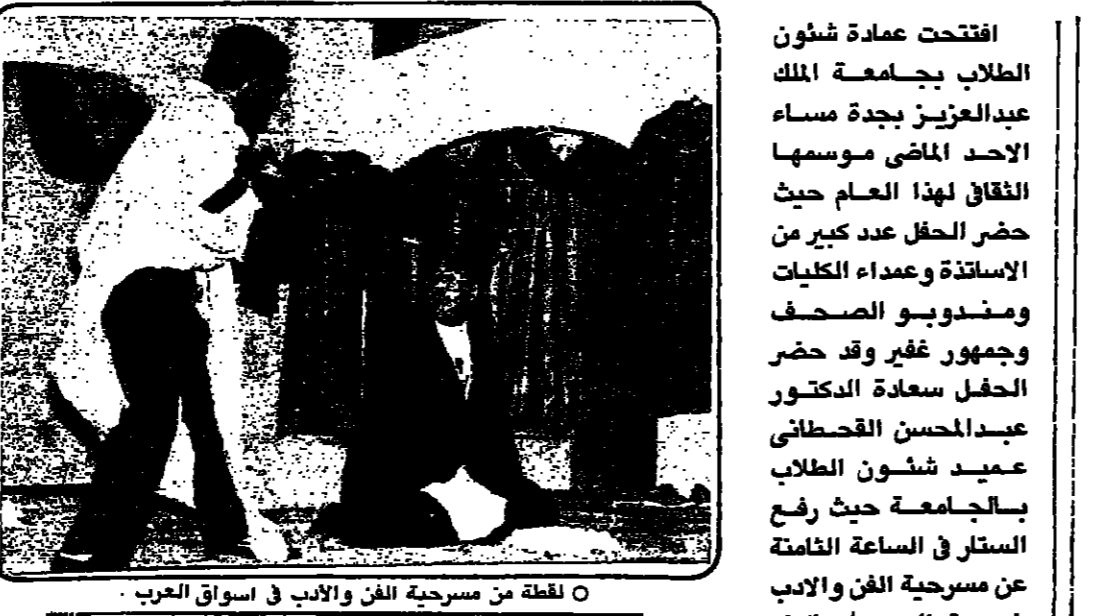 افتتحت عمادة شئون
الطلاب بجامعة الملك
عبدالعزيز بجدة مساء
الاحد الماضى موسمها
الثقافى لهذا العام حيث
حضر الحفل عدد كبير من
الاساتذة وعمداء الكليات
ومندوبو الصحف
وجمهور غفير وقد حضر
الحفل سعادة الدكتور
عبدالمحسن القحطانى
عميد شئون الطلاب
بالجامعة حيث رفع
الستار فى الساعة الثامنة
عن مسرحية الفن والادب
○ لقطة من مسرحية الفن والأدب فى اسواق العرب .